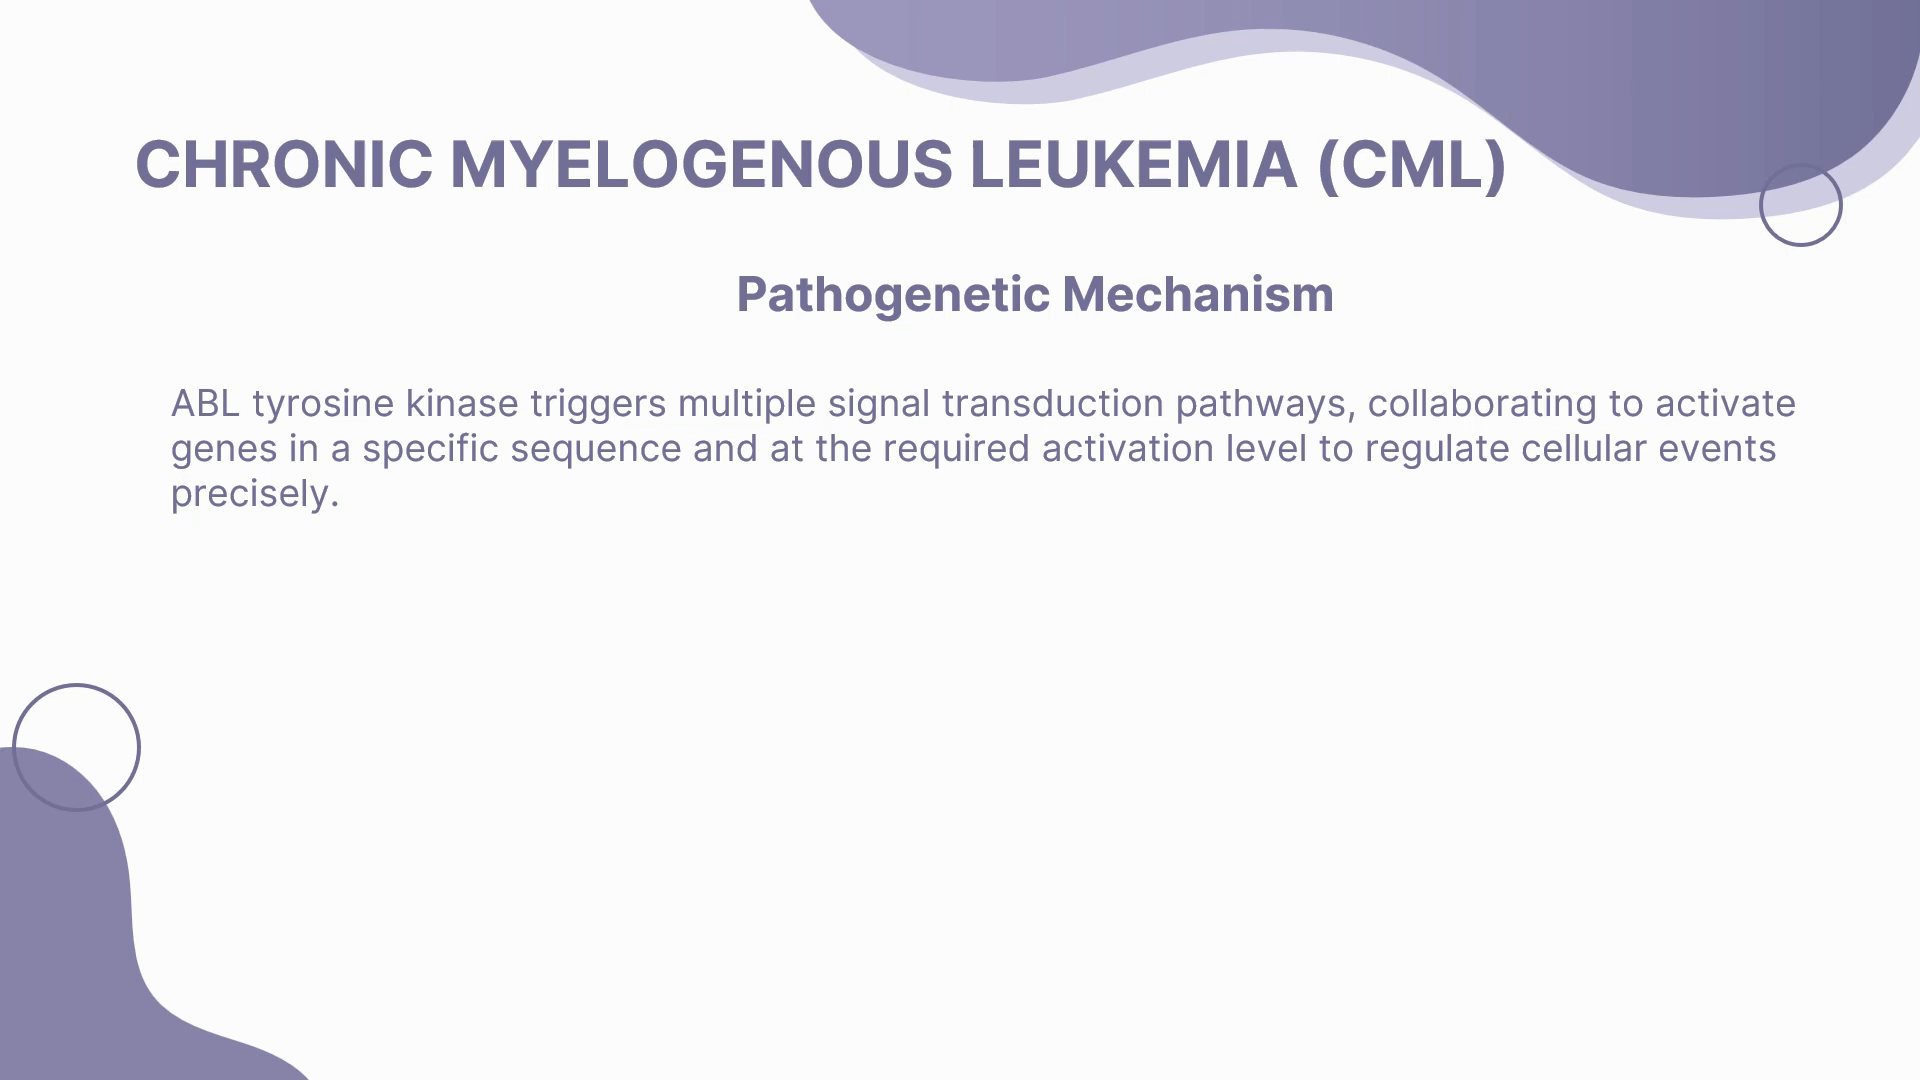 CHRONIC MYELOGENOUS LEUKEMIA (CML)
Pathogenetic Mechanism
ABL tyrosine kinase triggers multiple signal transduction pathways, collaborating to activate
genes in a specific sequence and at the required activation level to regulate cellular events
precisely.